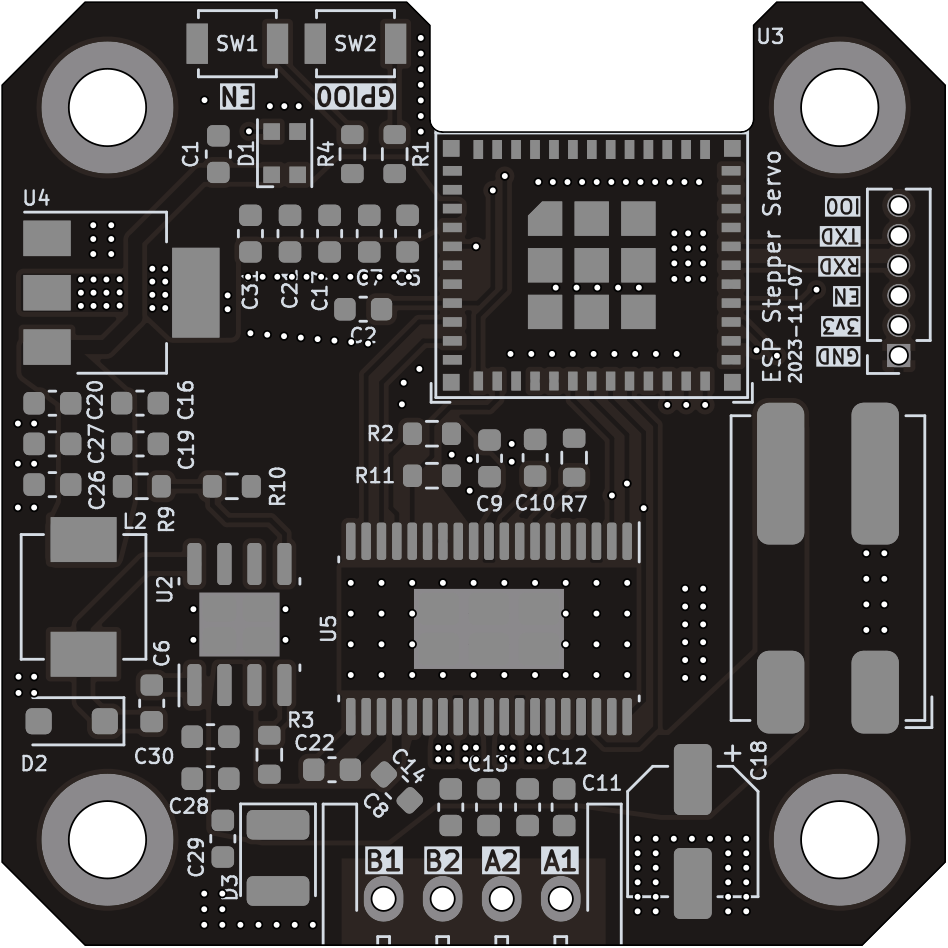 SW1
SW2
U3
EN
GPIO0
C1
D1
R4
R1
U4
C31
C17
C7
C5
C2
ESP Stepper Servo
2023-11-07
IO0
TXD
RXD
EN
3v3
GND
C20
C16
C27
C19
C26
R9
R10
R2
R11
C9
C10
R7
L2
U2
U5
C6
D2
C30
R3
C22
C28
C14
C8
C13
C12
C11
C18
+
C29
D3
B1
B2
A2
A1